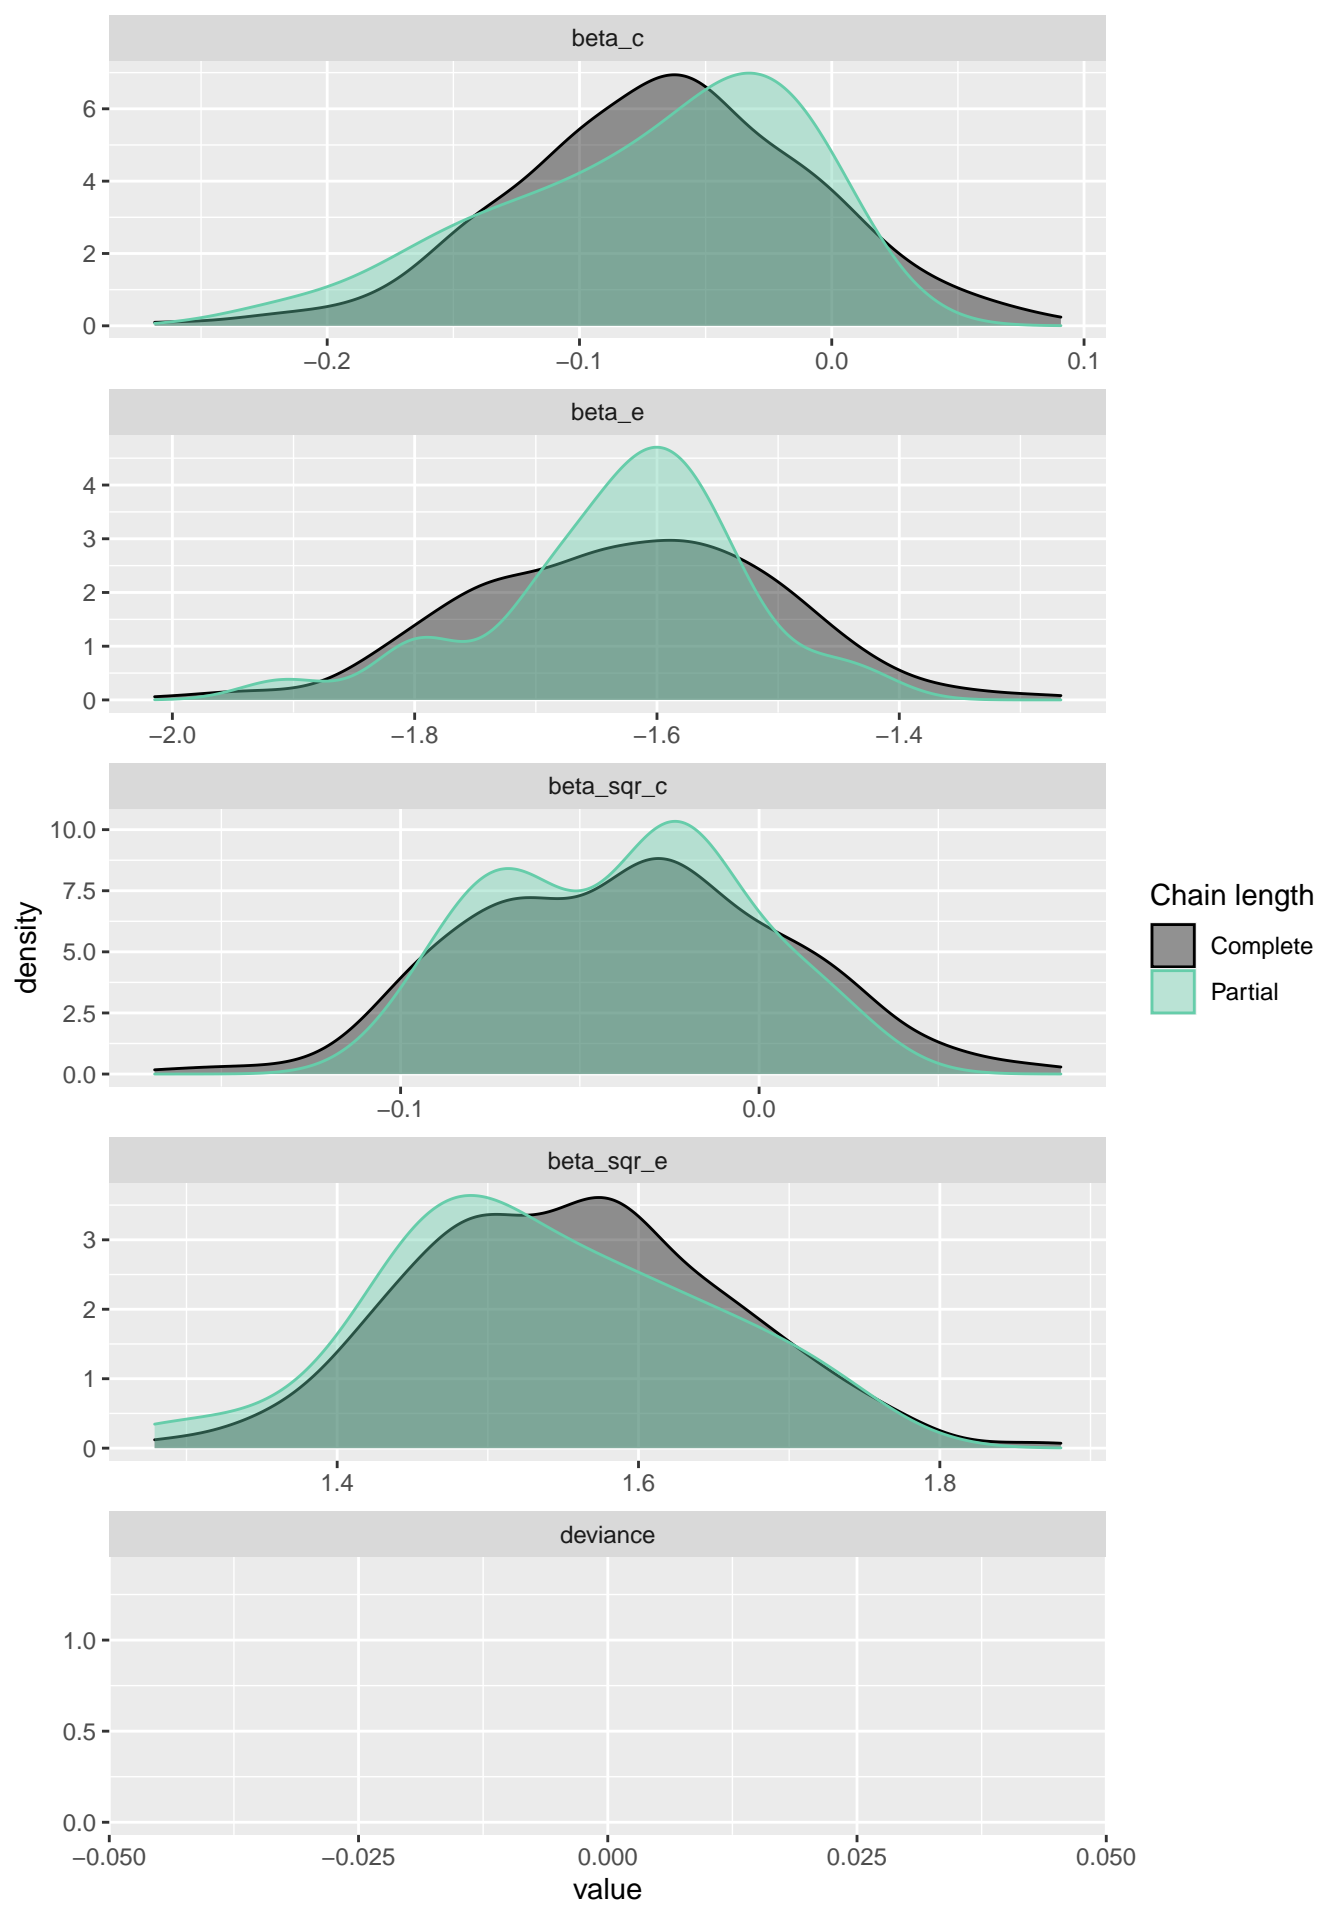 beta_c
6
4
2
0
−0.2 −0.1 0.0 0.1
beta_e
4
3
2
1
0
−2.0 −1.8 −1.6 −1.4
beta_sqr_c
10.0
7.5
5.0
2.5
0.0
−0.1 0.0
beta_sqr_e
3
2
1
0
1.4 1.6 1.8
deviance
1.0
0.5
0.0
−0.050 −0.025 0.000 0.025 0.050
value
density
Chain length
Complete
Partial